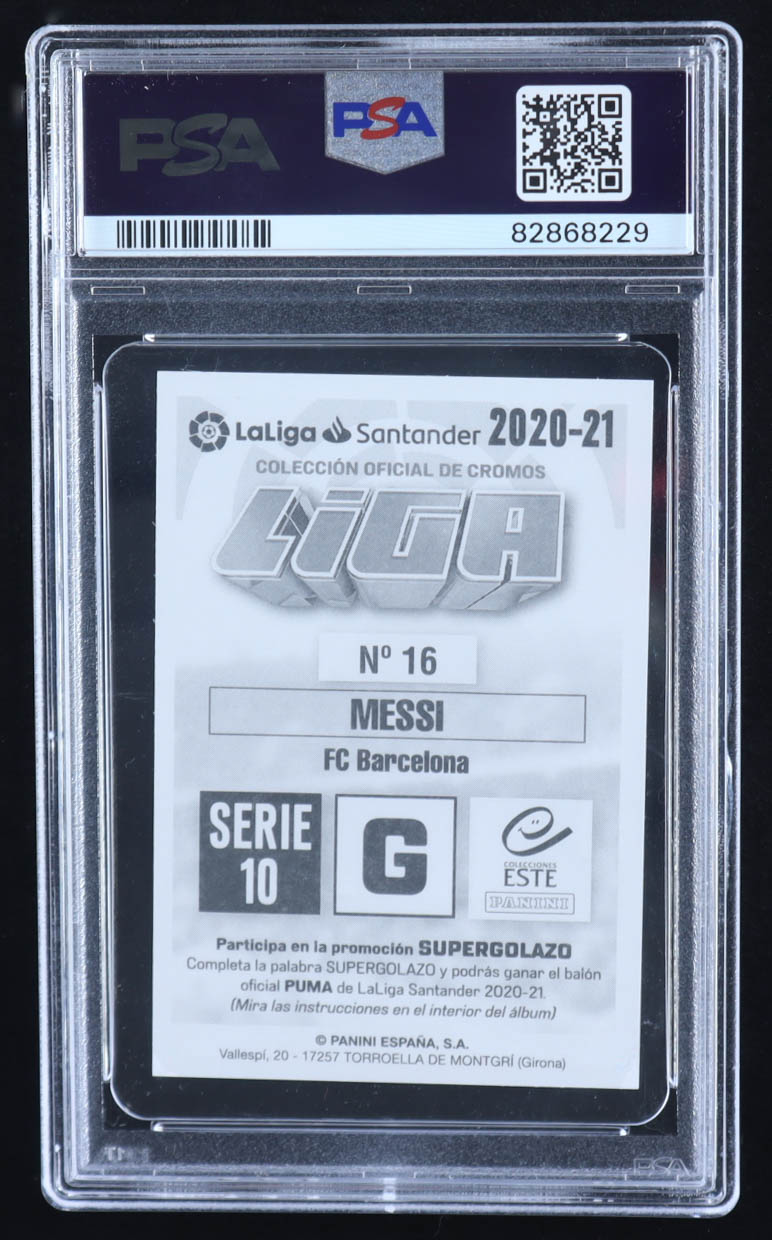 PSA
PSA
82868229
LaLiga Santander 2020-21
COLECCIÓN OFICIAL DE CROMOS
LiGA
Nº 16
MESSI
FC Barcelona
SERIE
10
G
COLECCIONES
ESTE
PANINI
Participa en la promoción SUPERGOLAZO
Completa la palabra SUPERGOLAZO y podrás ganar el balón
oficial PUMA de LaLiga Santander 2020-21.
(Mira las instrucciones en el interior del álbum)
© PANINI ESPAÑA, S.A.
Vallespí, 20 - 17257 TORROELLA DE MONTGRÍ (Girona)
PSA